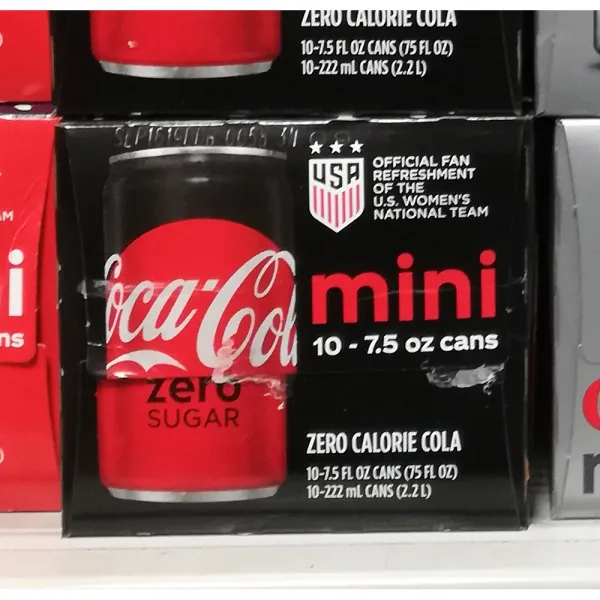 ZERO CALORIE COLA
10-7.5 FL OZ CANS (75 FL OZ)
10-222 mL CANS (2.2 L)
USA
OFFICIAL FAN
REFRESHMENT
OF THE
U.S. WOMEN'S
NATIONAL TEAM
Coca-Cola
mini
10 - 7.5 oz cans
zero
SUGAR
ZERO CALORIE COLA
10-7.5 FL OZ CANS (75 FL OZ)
10-222 mL CANS (2.2 L)